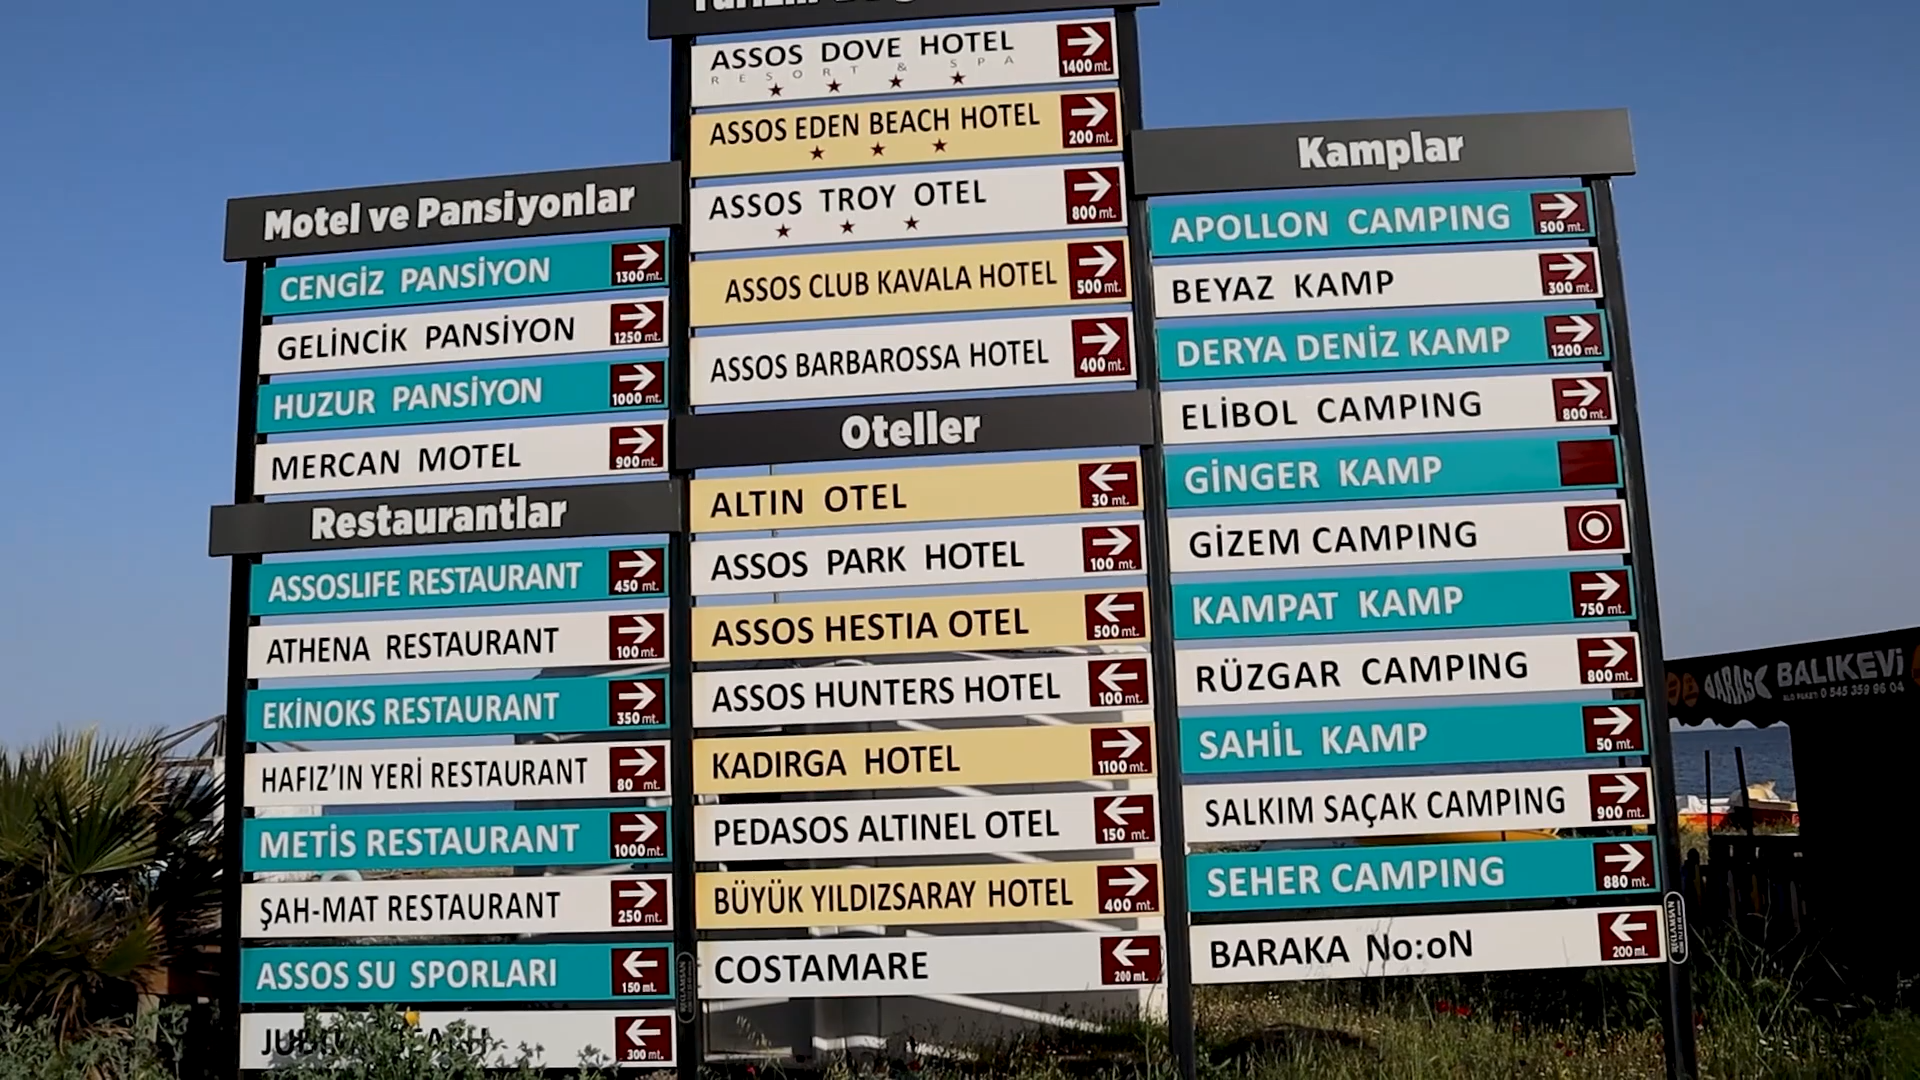 Motel ve Pansiyonlar
CENGİZ PANSİYON 1300 mt.
GELİNCİK PANSİYON 1250 mt.
HUZUR PANSİYON 1000 mt.
MERCAN MOTEL 900 mt.
Restaurantlar
ASSOSLIFE RESTAURANT 450 mt.
ATHENA RESTAURANT 100 mt.
EKİNOKS RESTAURANT 350 mt.
HAFIZ'IN YERİ RESTAURANT 80 mt.
METİS RESTAURANT 1000 mt.
ŞAH-MAT RESTAURANT 250 mt.
ASSOS SU SPORLARI 150 mt.
300 mt.
ASSOS DOVE HOTEL 1400 mt.
RESORT & SPA
ASSOS EDEN BEACH HOTEL 200 mt.
ASSOS TROY OTEL 800 mt.
ASSOS CLUB KAVALA HOTEL 500 mt.
ASSOS BARBAROSSA HOTEL 400 mt.
Oteller
ALTIN OTEL 30 mt.
ASSOS PARK HOTEL 100 mt.
ASSOS HESTIA OTEL 500 mt.
ASSOS HUNTERS HOTEL 100 mt.
KADIRGA HOTEL 1100 mt.
PEDASOS ALTINEL OTEL 150 mt.
BÜYÜK YILDIZSARAY HOTEL 400 mt.
COSTAMARE 200 mt.
Kamplar
APOLLON CAMPING 500 mt.
BEYAZ KAMP 300 mt.
DERYA DENİZ KAMP 1200 mt.
ELİBOL CAMPING 800 mt.
GİNGER KAMP
GİZEM CAMPING
KAMPAT KAMP 750 mt.
RÜZGAR CAMPING 800 mt.
SAHİL KAMP 50 mt.
SALKIM SAÇAK CAMPING 900 mt.
SEHER CAMPING 880 mt.
BARAKA No:oN 200 mt.
REKLAMSAN
BALIKEVİ
0 545 359 96 04